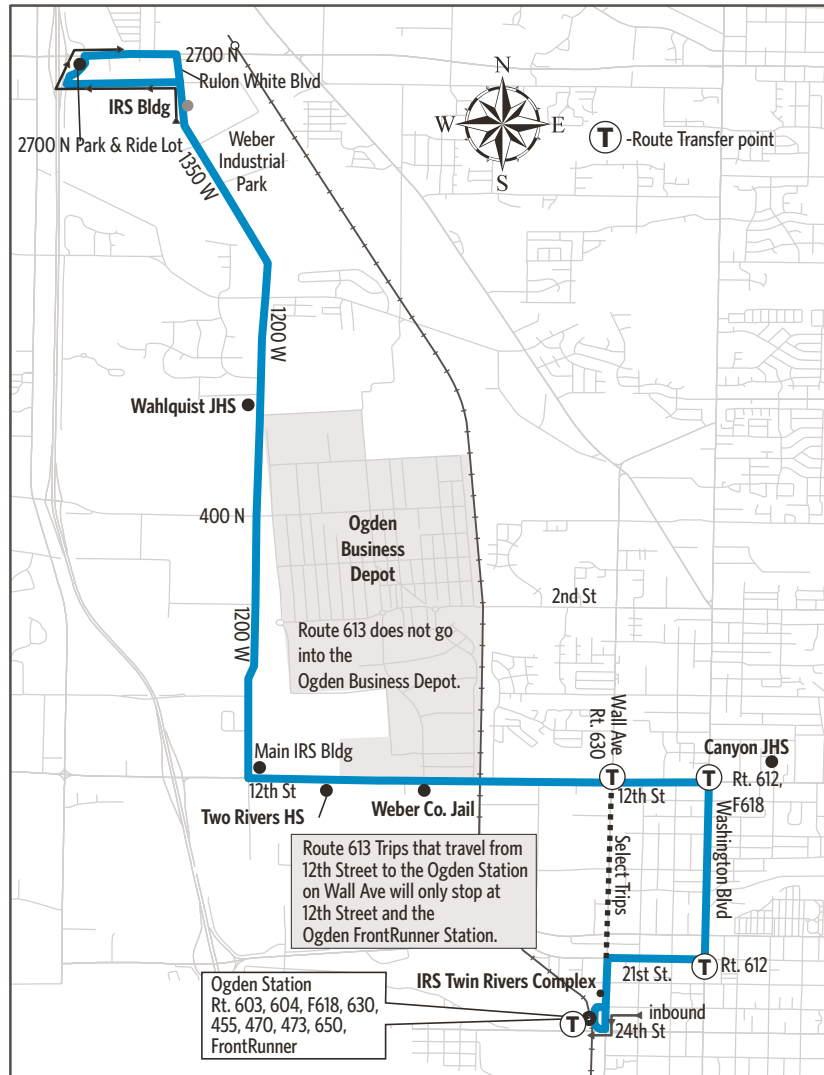 2700 N
Rulon White Blvd
IRS Bldg
2700 N Park & Ride Lot
Weber
Industrial
Park
1350 W
N
W
E
S
T -Route Transfer point
1200 W
Wahlquist JHS
400 N
Ogden
Business
Depot
2nd St
1200 W
Route 613 does not go
into the
Ogden Business Depot.
Wall Ave
Rt. 630
Main IRS Bldg
Canyon JHS
T
T
Rt. 612,
F618
12th St
12th St
Two Rivers HS
Weber Co. Jail
Washington Blvd
Select Trips
Route 613 Trips that travel from
12th Street to the Ogden Station
on Wall Ave will only stop at
12th Street and the
Ogden FrontRunner Station.
T
Rt. 612
21st St.
IRS Twin Rivers Complex
Ogden Station
Rt. 603, 604, F618, 630,
455, 470, 473, 650,
FrontRunner
T
inbound
24th St